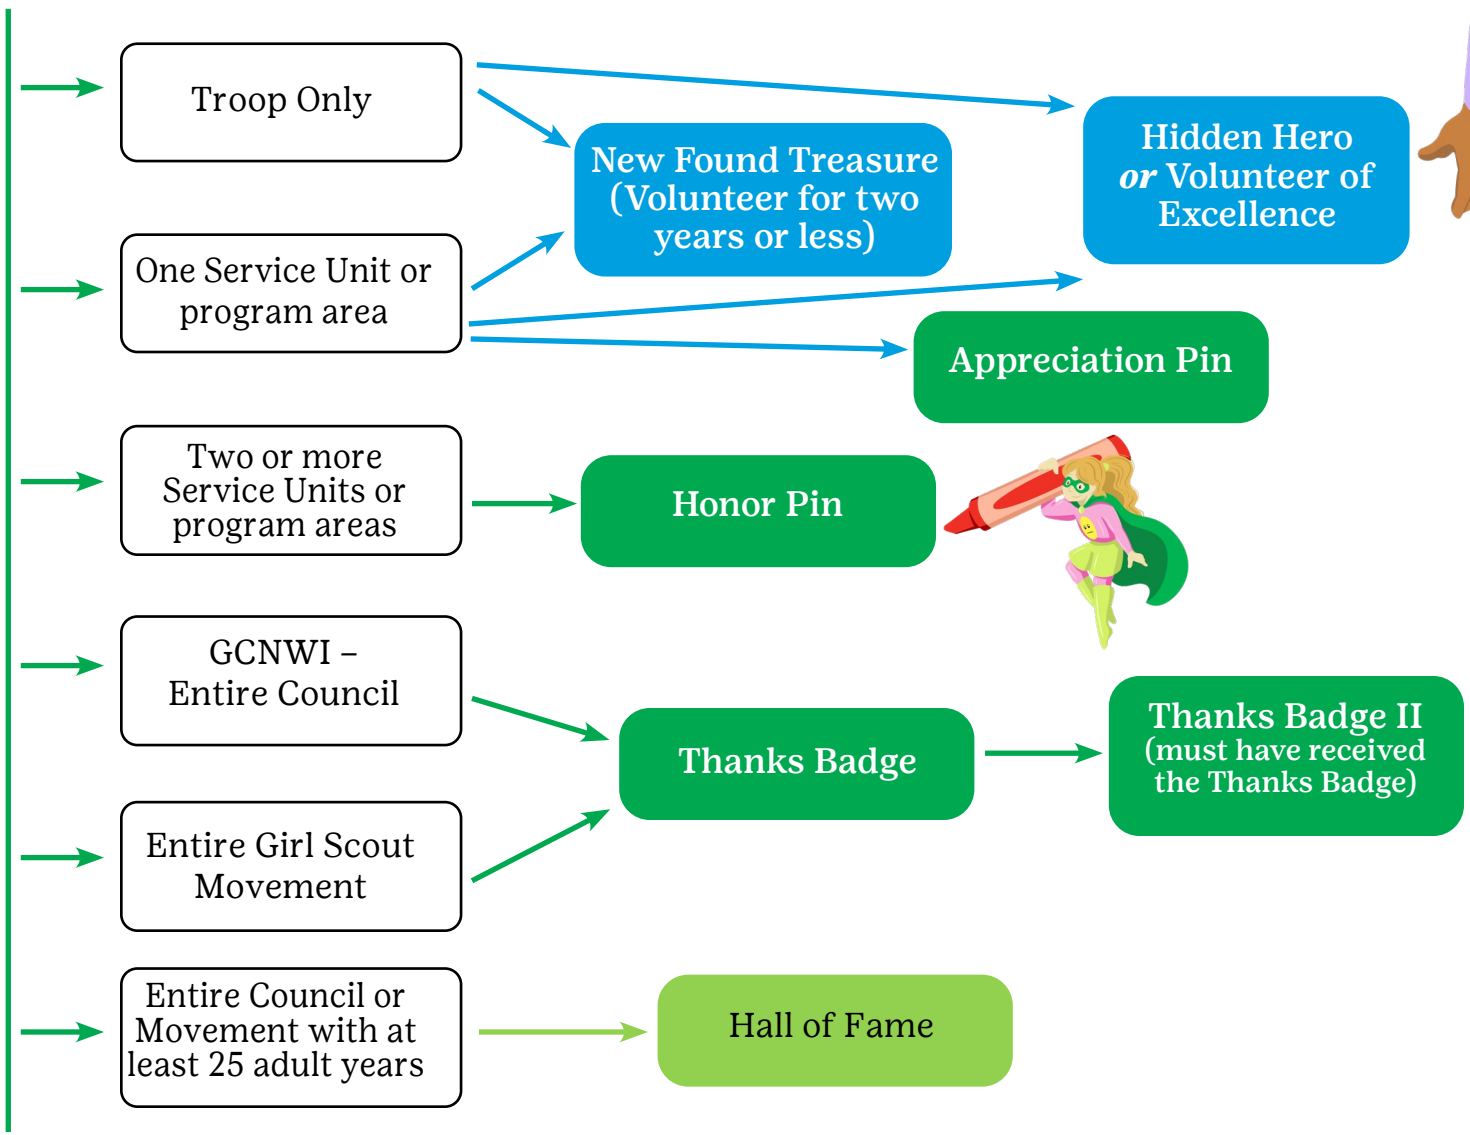 Troop Only
Hidden Hero
or Volunteer of
Excellence
New Found Treasure
(Volunteer for two
years or less)
One Service Unit or
program area
Appreciation Pin
Two or more
Service Units or
program areas
Honor Pin
GCNWI –
Entire Council
Thanks Badge
Thanks Badge II
(must have received
the Thanks Badge)
Entire Girl Scout
Movement
Entire Council or
Movement with at
least 25 adult years
Hall of Fame